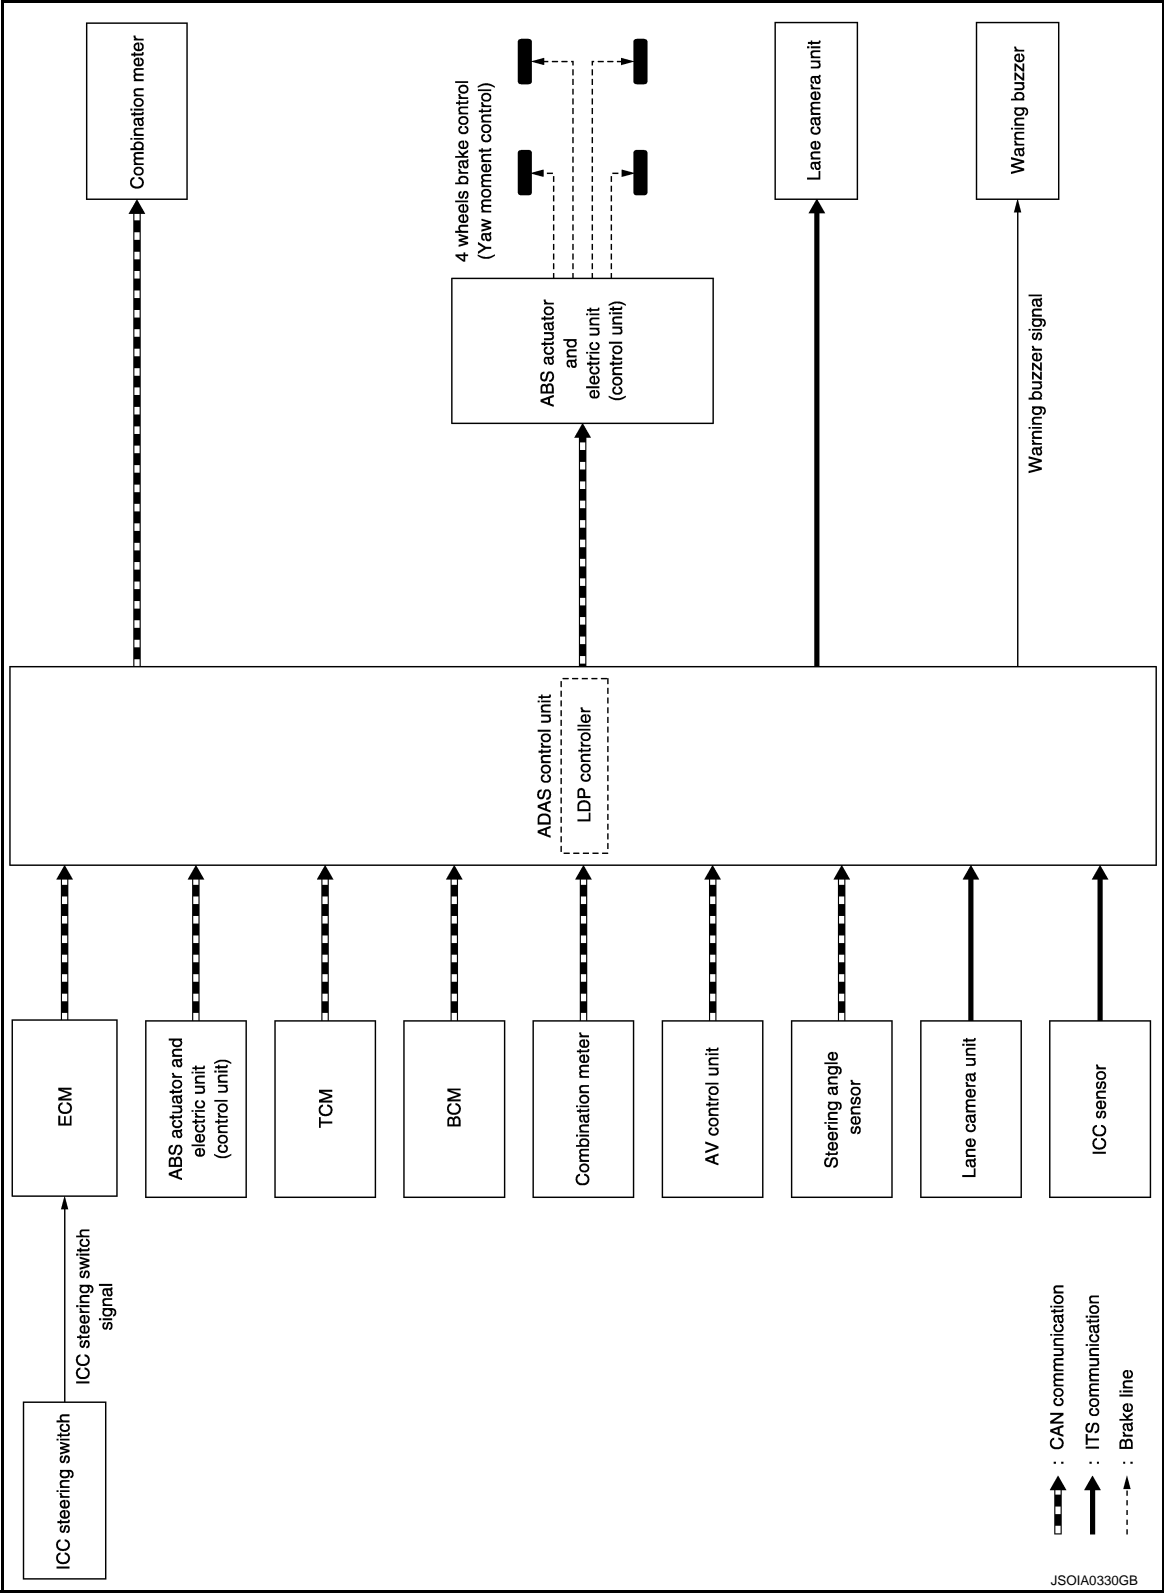 ICC steering switch
ICC steering switch
signal
ECM
ABS actuator and
electric unit
(control unit)
TCM
BCM
Combination meter
AV control unit
Steering angle
sensor
Lane camera unit
ICC sensor
ADAS control unit
LDP controller
Combination meter
ABS actuator
and
electric unit
(control unit)
4 wheels brake control
(Yaw moment control)
Lane camera unit
Warning buzzer signal
Warning buzzer
: CAN communication
: ITS communication
: Brake line
JSOIA0330GB